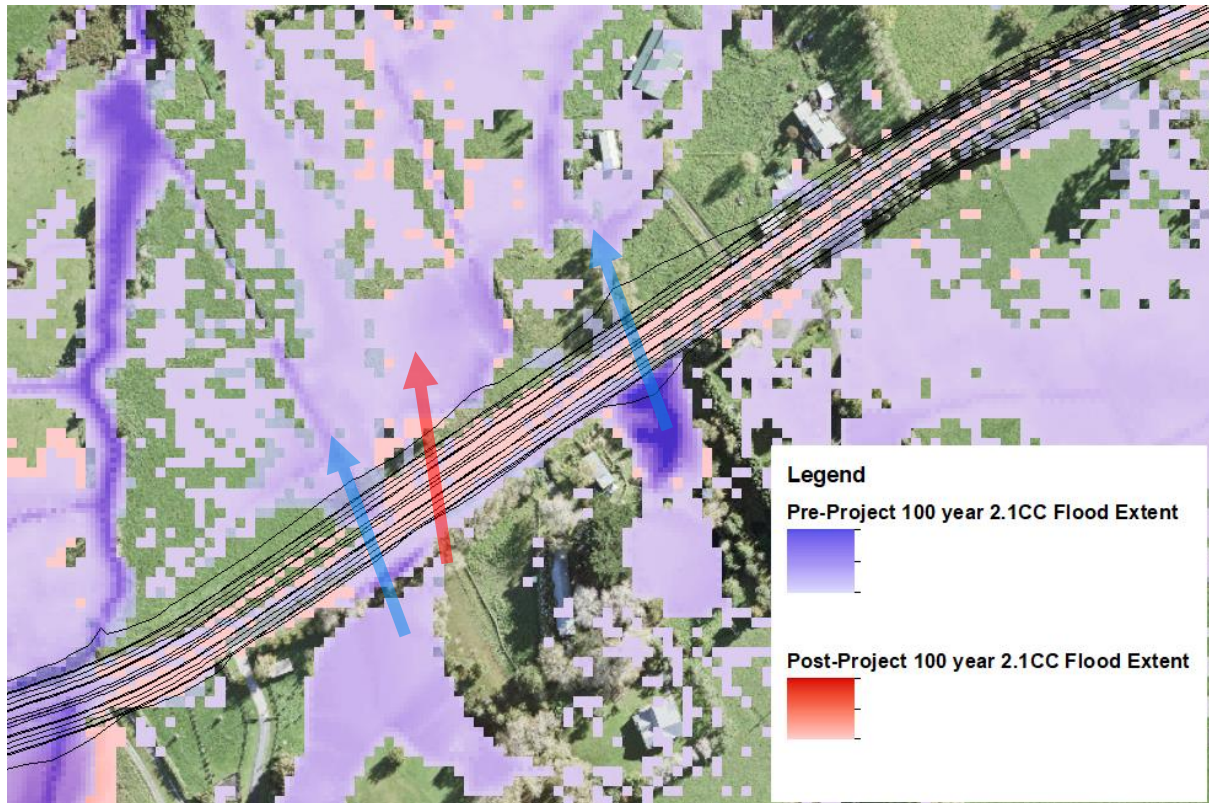 Legend
Pre-Project 100 year 2.1CC Flood Extent
Post-Project 100 year 2.1CC Flood Extent